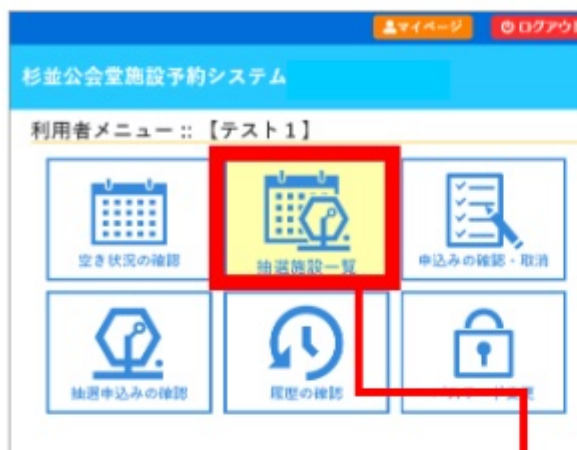 マイページ ログアウト
杉並公会堂施設予約システム
利用者メニュー :: 【テスト１】
空き状況の確認 抽選施設一覧 申込みの確認・取消
抽選申込みの確認 履歴の確認